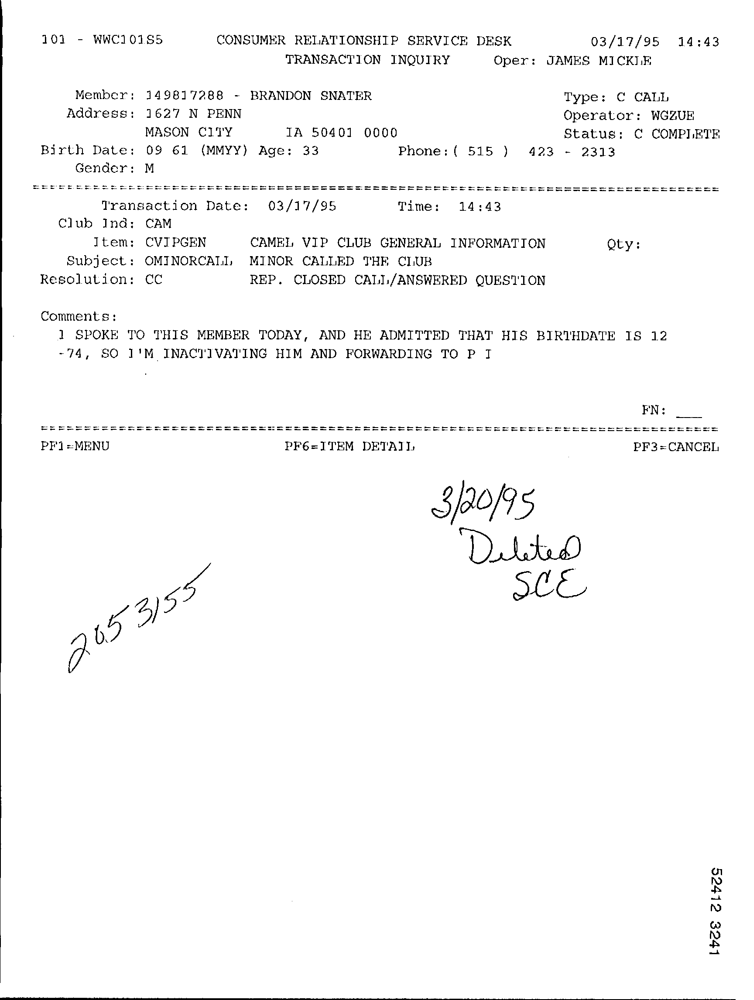 101 - WWC101S5 CONSUMER RELATIONSHIP SERVICE DESK 03/17/95 14:43
TRANSACTION INQUIRY Oper: JAMES MICKLE
Member: 149817288 - BRANDON SNATER Type: C CALL
Address: 1627 N PENN Operator: WGZUE
MASON CITY IA 50401 0000 Status: C COMPLETE
Birth Date: 09 61 (MMYY) Age: 33 Phone:( 515 ) 423 - 2313
Gender: M
Transaction Date: 03/17/95 Time: 14:43
Club Ind: CAM
Item: CVIPGEN CAMEL VIP CLUB GENERAL INFORMATION Qty:
Subject: OMINORCALL MINOR CALLED THE CLUB
Resolution: CC REP. CLOSED CALL/ANSWERED QUESTION
Comments:
I SPOKE TO THIS MEMBER TODAY, AND HE ADMITTED THAT HIS BIRTHDATE IS 12
-74, SO I'M INACTIVATING HIM AND FORWARDING TO P I
FN: ___
PF1=MENU PF6=ITEM DETAIL PF3=CANCEL
3/20/95
Deleted
SCE
2053155
52412 3241